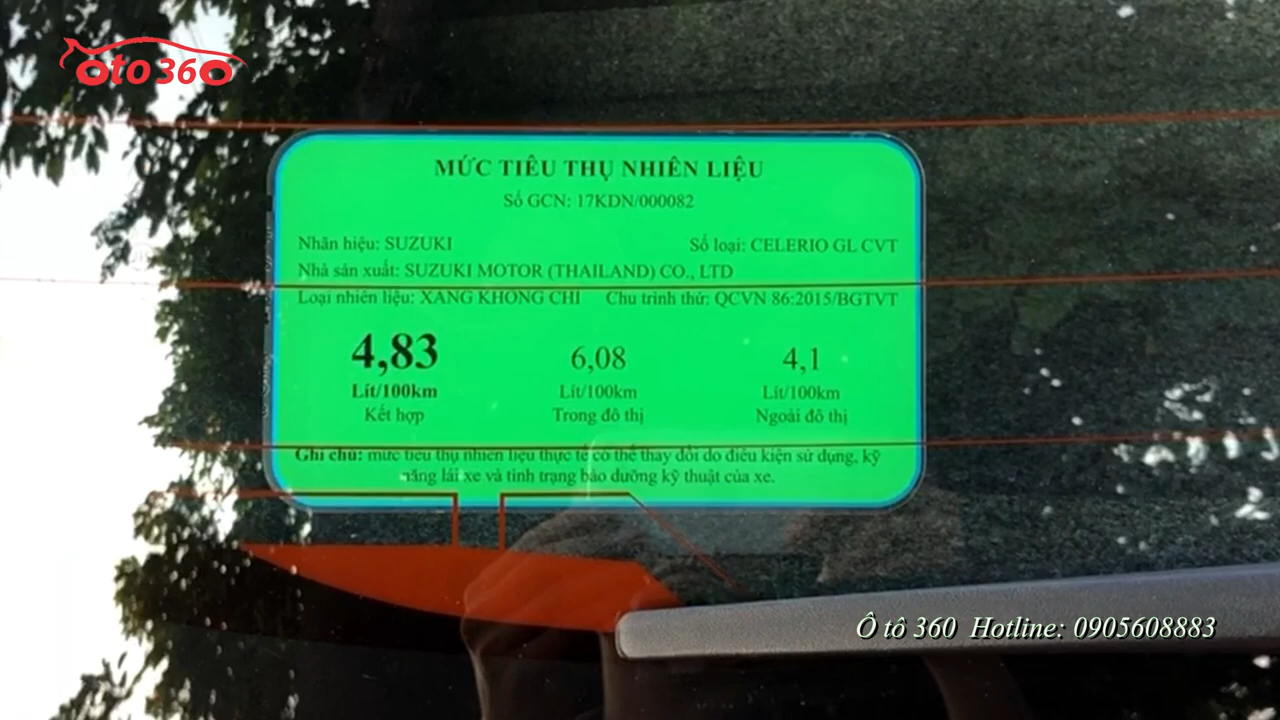 oto360
MỨC TIÊU THỤ NHIÊN LIỆU
Số GCN: 17KDN/000082
Nhãn hiệu: SUZUKI Số loại: CELERIO GL CVT
Nhà sản xuất: SUZUKI MOTOR (THAILAND) CO., LTD
Loại nhiên liệu: XĂNG KHÔNG CHÌ Chu trình thử: QCVN 86:2015/BGTVT
4,83 6,08 4,1
Lít/100km Lít/100km Lít/100km
Kết hợp Trong đô thị Ngoài đô thị
Ghi chú: mức tiêu thụ nhiên liệu thực tế có thể thay đổi do điều kiện sử dụng, kỹ
năng lái xe và tình trạng bảo dưỡng kỹ thuật của xe.
Ô tô 360 Hotline: 0905608883